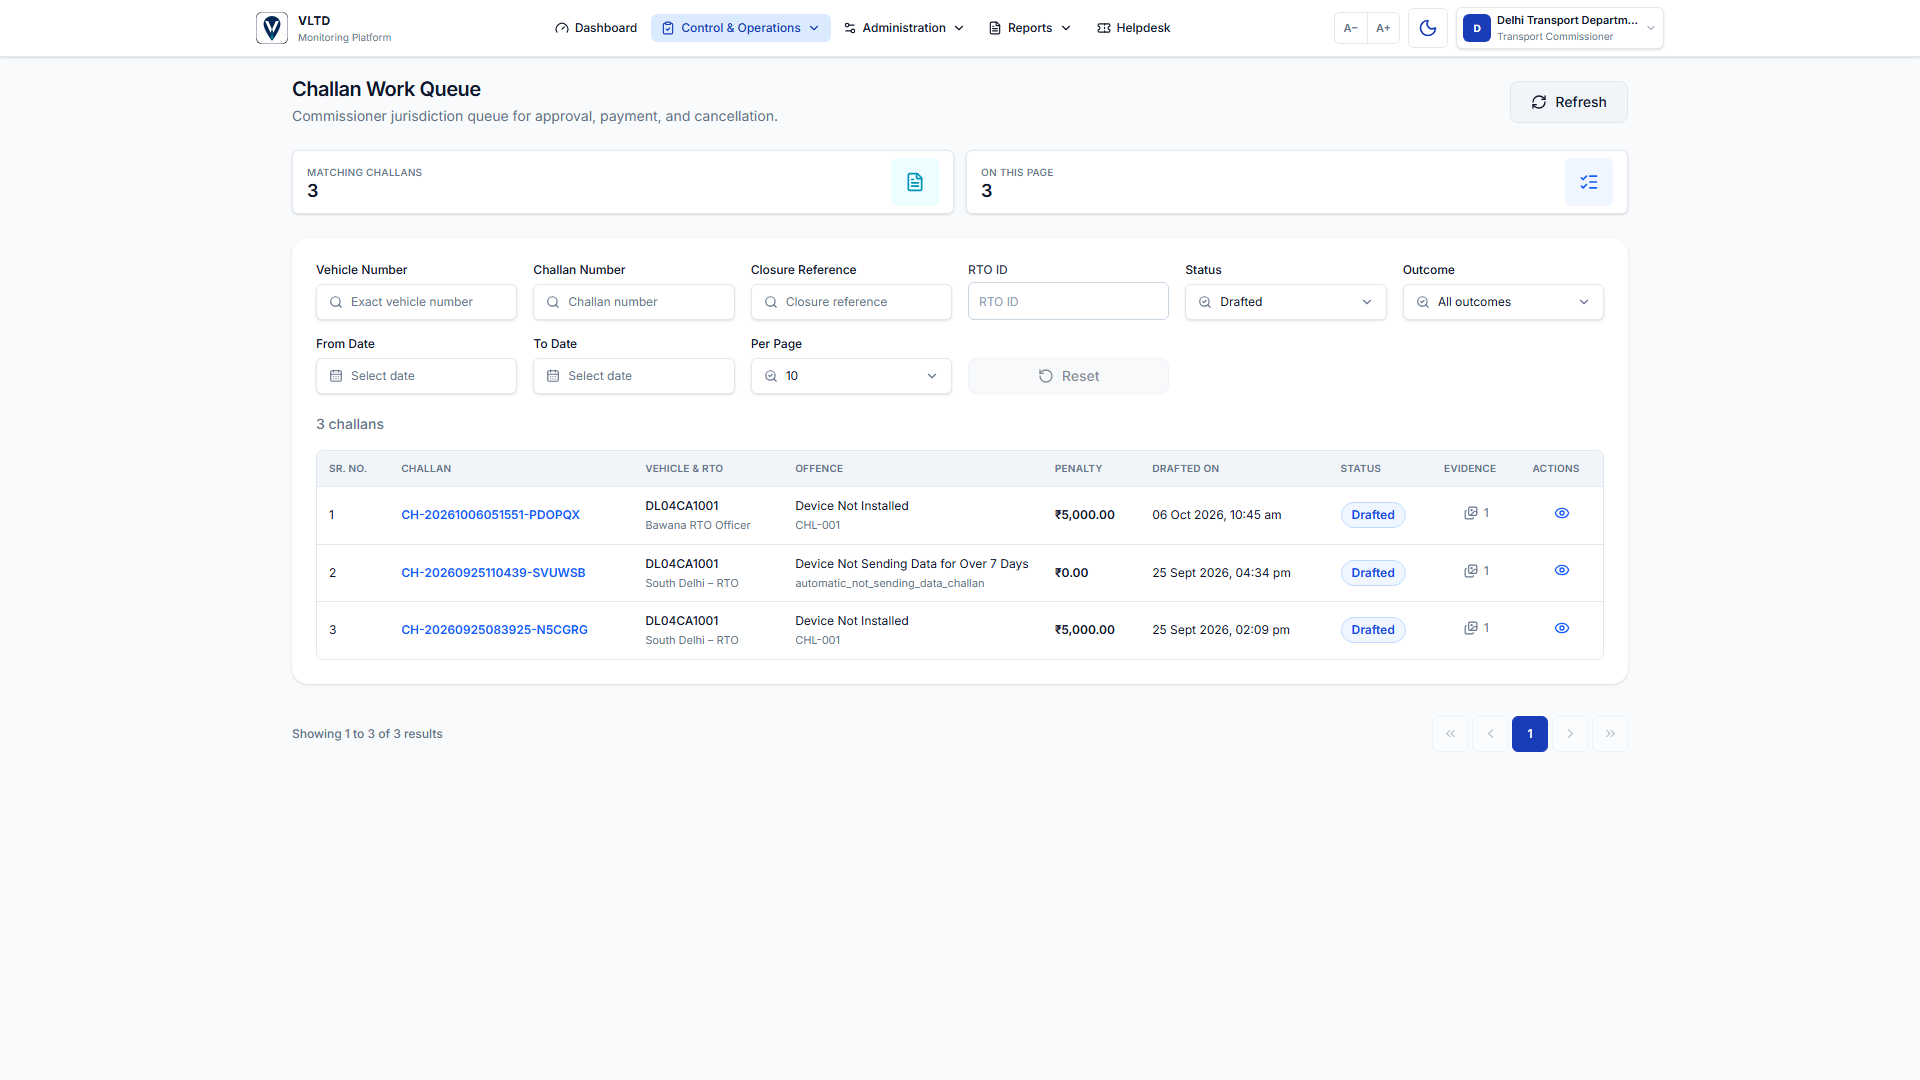 VLTD
Monitoring Platform
Dashboard
Control & Operations
Administration
Reports
Helpdesk
A−
A+
D
Delhi Transport Departm...
Transport Commissioner
Challan Work Queue
Commissioner jurisdiction queue for approval, payment, and cancellation.
Refresh
MATCHING CHALLANS
3
ON THIS PAGE
3
Vehicle Number
Challan Number
Closure Reference
RTO ID
Status
Outcome
Exact vehicle number
Challan number
Closure reference
RTO ID
Drafted
All outcomes
From Date
To Date
Per Page
Select date
Select date
10
Reset
3 challans
SR. NO. CHALLAN VEHICLE & RTO OFFENCE PENALTY DRAFTED ON STATUS EVIDENCE ACTIONS
1 CH-20261006051551-PDOPQX DL04CA1001 Device Not Installed ₹5,000.00 06 Oct 2026, 10:45 am Drafted 1
Bawana RTO Officer CHL-001
2 CH-20260925110439-SVUWSB DL04CA1001 Device Not Sending Data for Over 7 Days ₹0.00 25 Sept 2026, 04:34 pm Drafted 1
South Delhi – RTO automatic_not_sending_data_challan
3 CH-20260925083925-N5CGRG DL04CA1001 Device Not Installed ₹5,000.00 25 Sept 2026, 02:09 pm Drafted 1
South Delhi – RTO CHL-001
Showing 1 to 3 of 3 results
1